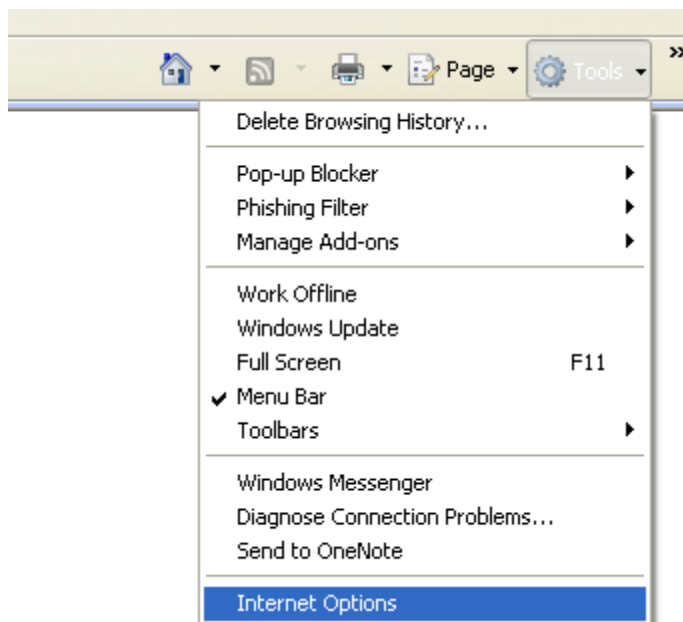 Page Tools »
Delete Browsing History...
Pop-up Blocker
Phishing Filter
Manage Add-ons
Work Offline
Windows Update
Full Screen F11
Menu Bar
Toolbars
Windows Messenger
Diagnose Connection Problems...
Send to OneNote
Internet Options